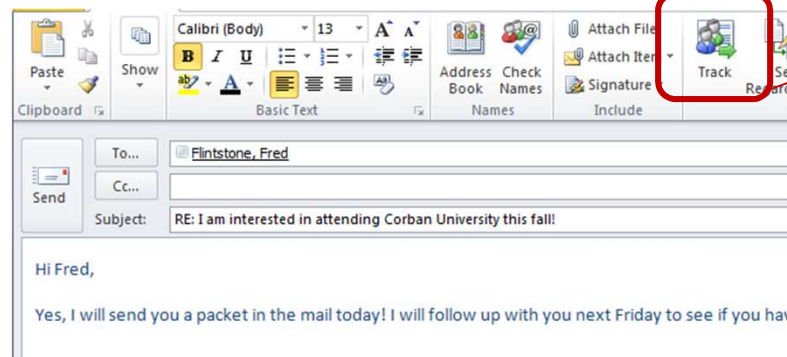 Calibri (Body) 13 A A
Attach File
Attach Iter
Signature
Paste
Show
B I U
ab A
Address Book
Check Names
Track
Clipboard
Basic Text
Names
Include
To...
Flintstone, Fred
Cc...
Send
Subject:
RE: I am interested in attending Corban University this fall!
Hi Fred,
Yes, I will send you a packet in the mail today! I will follow up with you next Friday to see if you hav